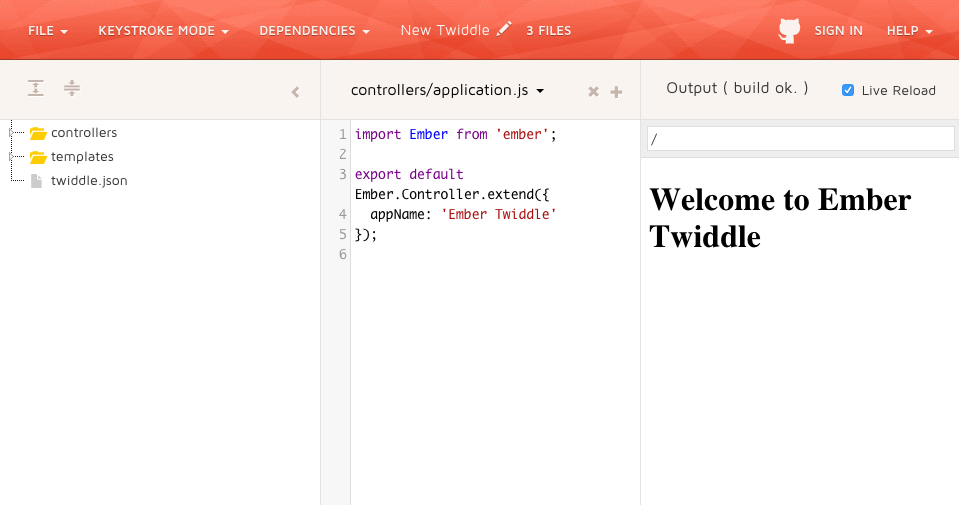 FILE KEYSTROKE MODE DEPENDENCIES New Twiddle 3 FILES SIGN IN HELP
controllers/application.js
Output ( build ok. ) Live Reload
controllers
templates
twiddle.json
1 import Ember from 'ember';
2
3 export default
Ember.Controller.extend({
4 appName: 'Ember Twiddle'
5 });
6
/
Welcome to Ember
Twiddle